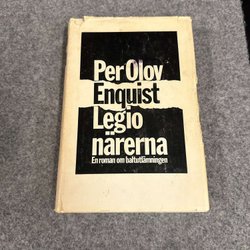 Per Olov
Enquist
Legio
närerna
En roman om baltutlämningen